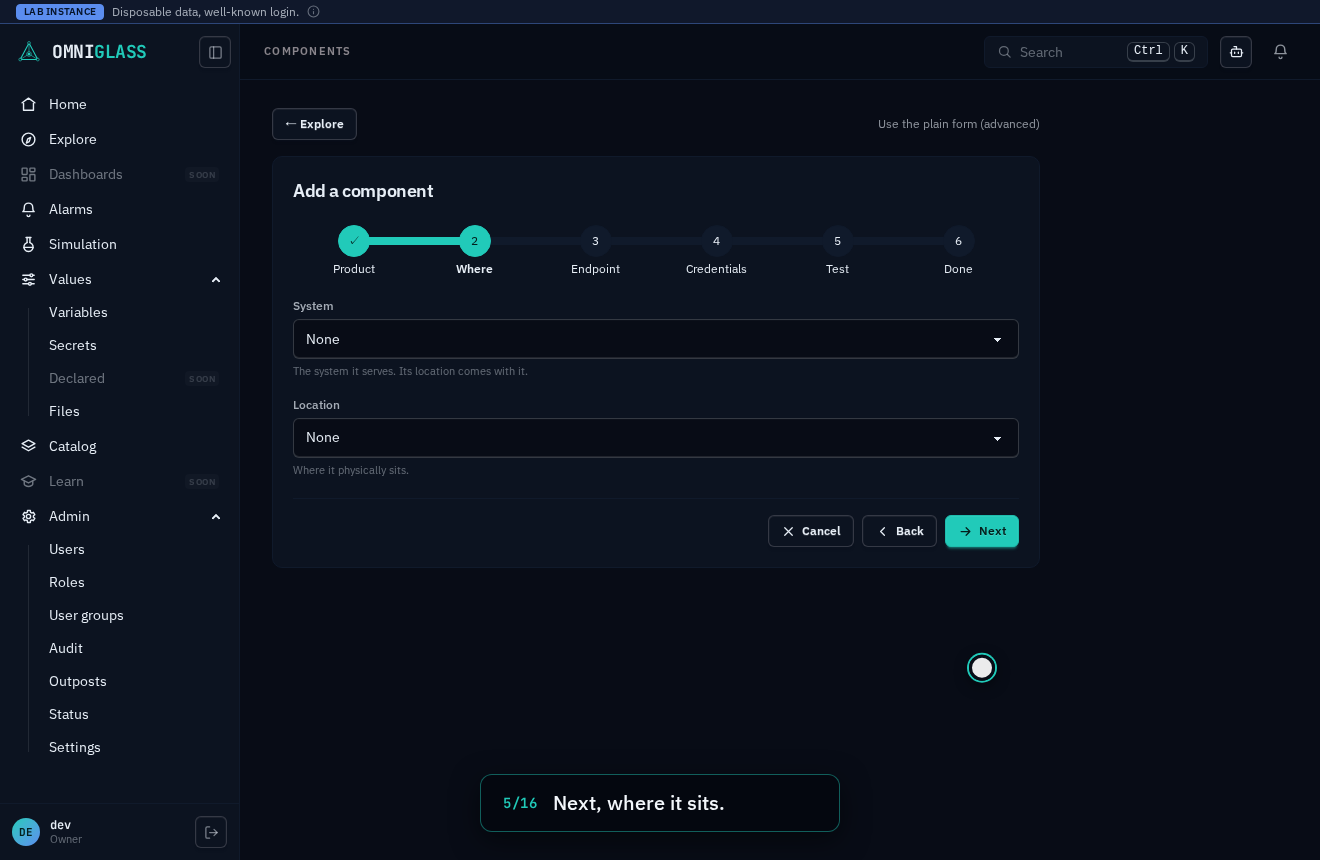 LAB INSTANCE Disposable data, well-known login.
OMNIGLASS
COMPONENTS
Search Ctrl K
Home
Explore
Dashboards SOON
Alarms
Simulation
Values
Variables
Secrets
Declared SOON
Files
Catalog
Learn SOON
Admin
Users
Roles
User groups
Audit
Outposts
Status
Settings
DE dev
Owner
← Explore
Use the plain form (advanced)
Add a component
✓ 2 3 4 5 6
Product Where Endpoint Credentials Test Done
System
None
The system it serves. Its location comes with it.
Location
None
Where it physically sits.
Cancel Back Next
5/16 Next, where it sits.